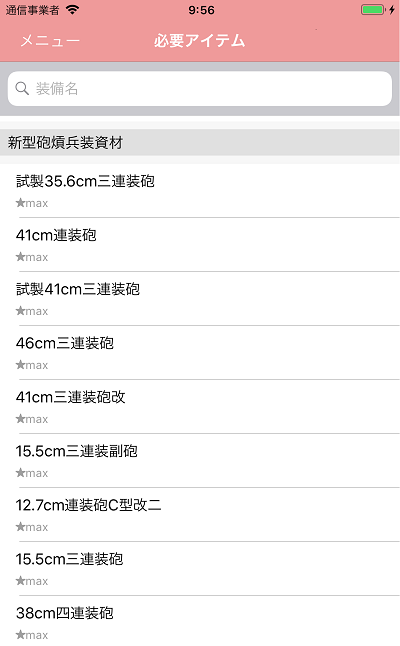 通信事業者 9:56
メニュー 必要アイテム
装備名
新型砲熕兵装資材
試製35.6cm三連装砲
★max
41cm連装砲
★max
試製41cm三連装砲
★max
46cm三連装砲
★max
41cm三連装砲改
★max
15.5cm三連装副砲
★max
12.7cm連装砲C型改二
★max
15.5cm三連装砲
★max
38cm四連装砲
★max